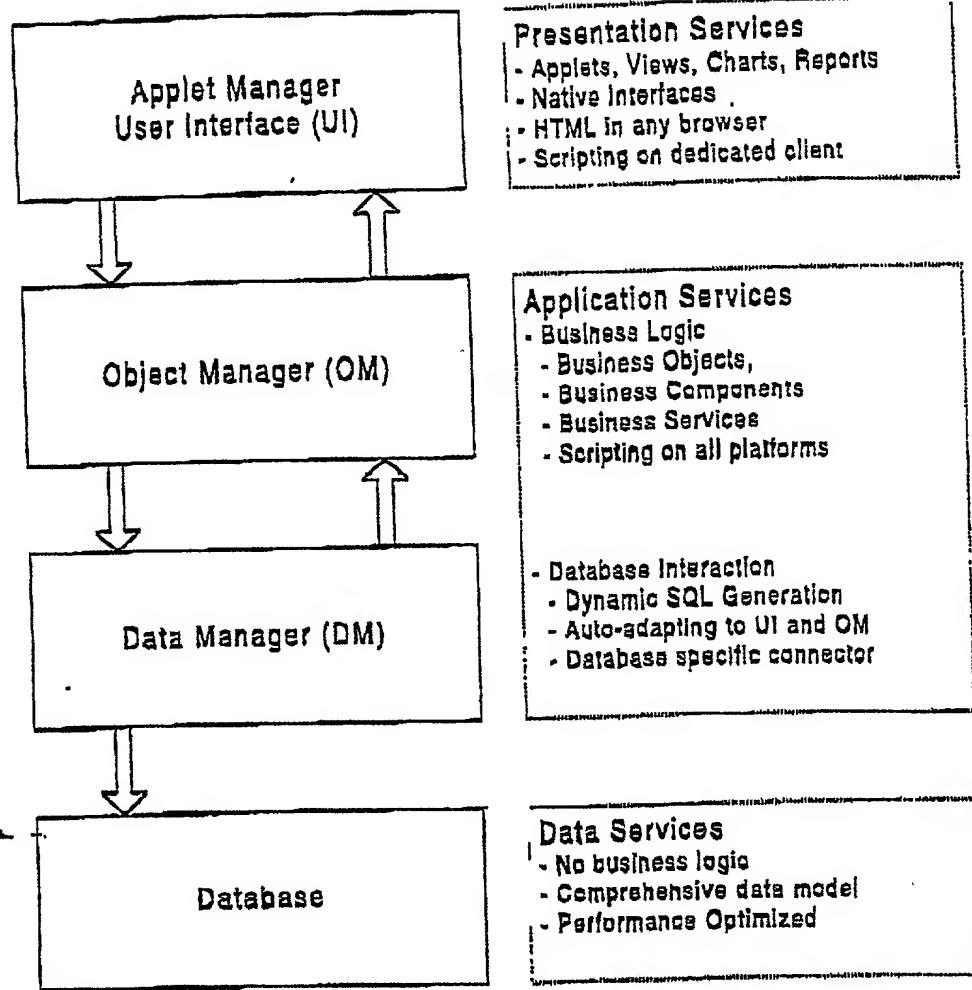 Applet Manager
User Interface (UI)
Presentation Services
- Applets, Views, Charts, Reports
- Native Interfaces
- HTML in any browser
- Scripting on dedicated client
Object Manager (OM)
Application Services
- Business Logic
- Business Objects,
- Business Components
- Business Services
- Scripting on all platforms
Data Manager (DM)
- Database Interaction
- Dynamic SQL Generation
- Auto-adapting to UI and OM
- Database specific connector
Database
Data Services
- No business logic
- Comprehensive data model
- Performance Optimized